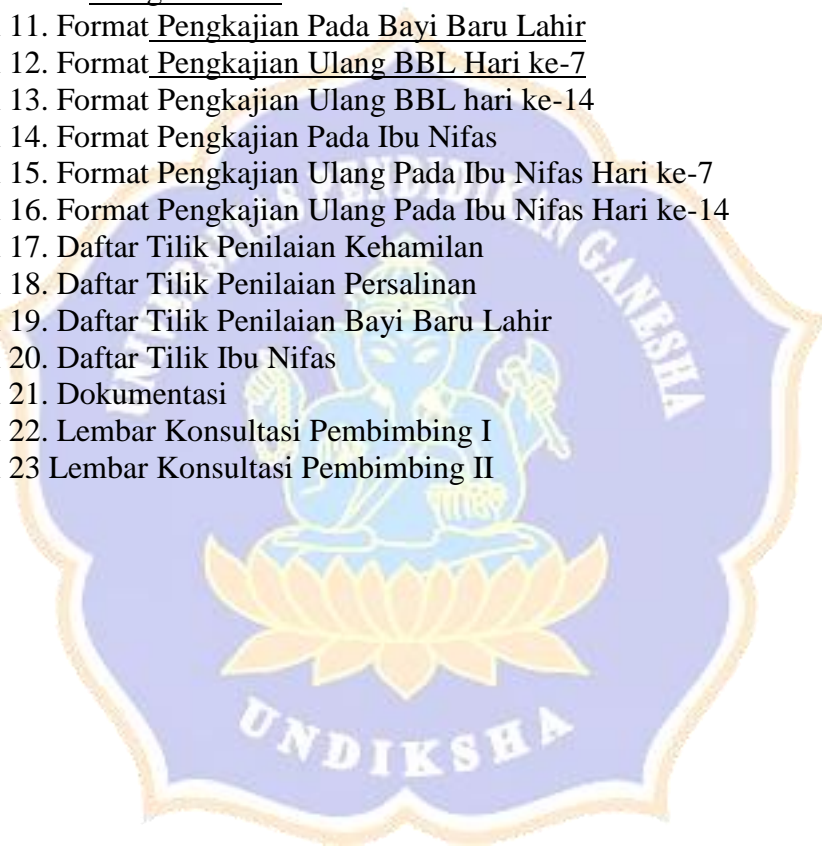 11. Format Pengkajian Pada Bayi Baru Lahir
12. Format Pengkajian Ulang BBL Hari ke-7
13. Format Pengkajian Ulang BBL hari ke-14
14. Format Pengkajian Pada Ibu Nifas
15. Format Pengkajian Ulang Pada Ibu Nifas Hari ke-7
16. Format Pengkajian Ulang Pada Ibu Nifas Hari ke-14
17. Daftar Tilik Penilaian Kehamilan
18. Daftar Tilik Penilaian Persalinan
19. Daftar Tilik Penilaian Bayi Baru Lahir
20. Daftar Tilik Ibu Nifas
21. Dokumentasi
22. Lembar Konsultasi Pembimbing I
23 Lembar Konsultasi Pembimbing II
UNIVERSITAS PENDIDIKAN GANESHA
UNDIKSHA